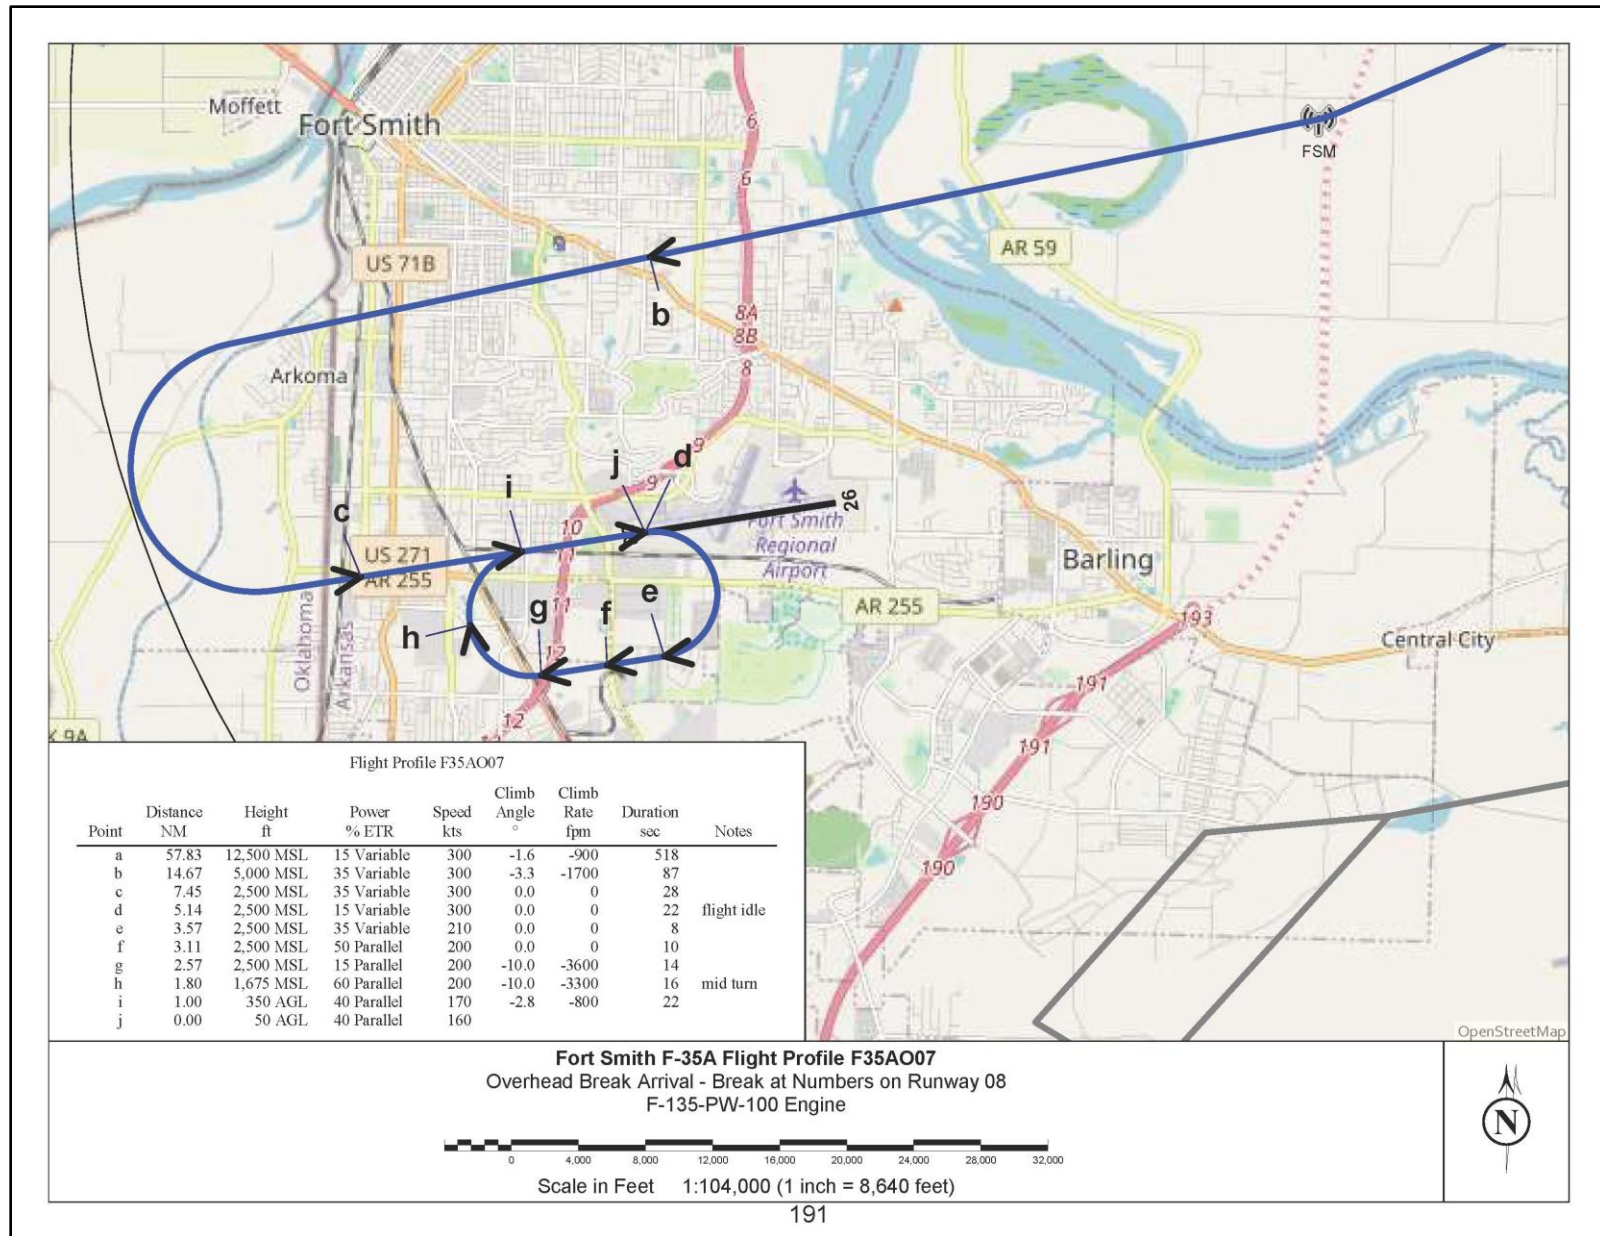 Moffett
Fort Smith
6
FSM
6
AR 59
US 71B
b
8A
8B
8
Arkoma
9
d
j
9
i
c
10
26
Fort Smith
Regional
Airport
US 271
AR 255
11
Barling
e
g
f
AR 255
11
h
193
Central City
Oklahoma
Arkansas
12
191
12
9A
191
190
190
Flight Profile F35AO07
Climb Climb
Distance Height Power Speed Angle Rate Duration
Point NM ft % ETR kts ° fpm sec Notes
a 57.83 12,500 MSL 15 Variable 300 -1.6 -900 518
b 14.67 5,000 MSL 35 Variable 300 -3.3 -1700 87
c 7.45 2,500 MSL 35 Variable 300 0.0 0 28
d 5.14 2,500 MSL 15 Variable 300 0.0 0 22 flight idle
e 3.57 2,500 MSL 35 Variable 210 0.0 0 8
f 3.11 2,500 MSL 50 Parallel 200 0.0 0 10
g 2.57 2,500 MSL 15 Parallel 200 -10.0 -3600 14
h 1.80 1,675 MSL 60 Parallel 200 -10.0 -3300 16 mid turn
i 1.00 350 AGL 40 Parallel 170 -2.8 -800 22
j 0.00 50 AGL 40 Parallel 160
OpenStreetMap
Fort Smith F-35A Flight Profile F35AO07
Overhead Break Arrival - Break at Numbers on Runway 08
F-135-PW-100 Engine
N
0 4,000 8,000 12,000 16,000 20,000 24,000 28,000 32,000
Scale in Feet 1:104,000 (1 inch = 8,640 feet)
191